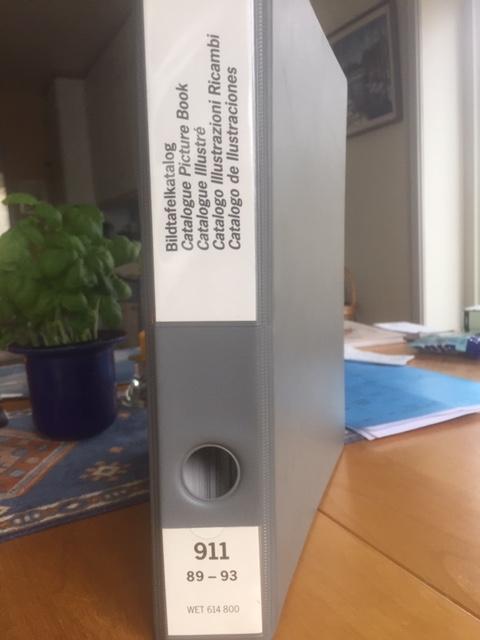 Bildtafelkatalog
Catalogue Picture Book
Catalogue Illustré
Catalogo Illustrazioni Ricambi
Catalogo de Ilustraciones
911
89 – 93
WET 614 800